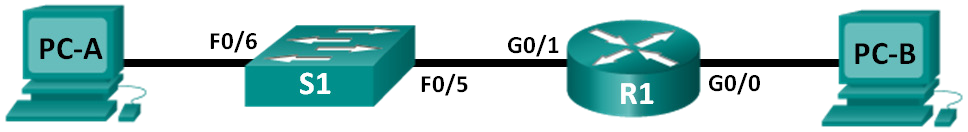 PC-A
F0/6
S1
F0/5
G0/1
R1
G0/0
PC-B